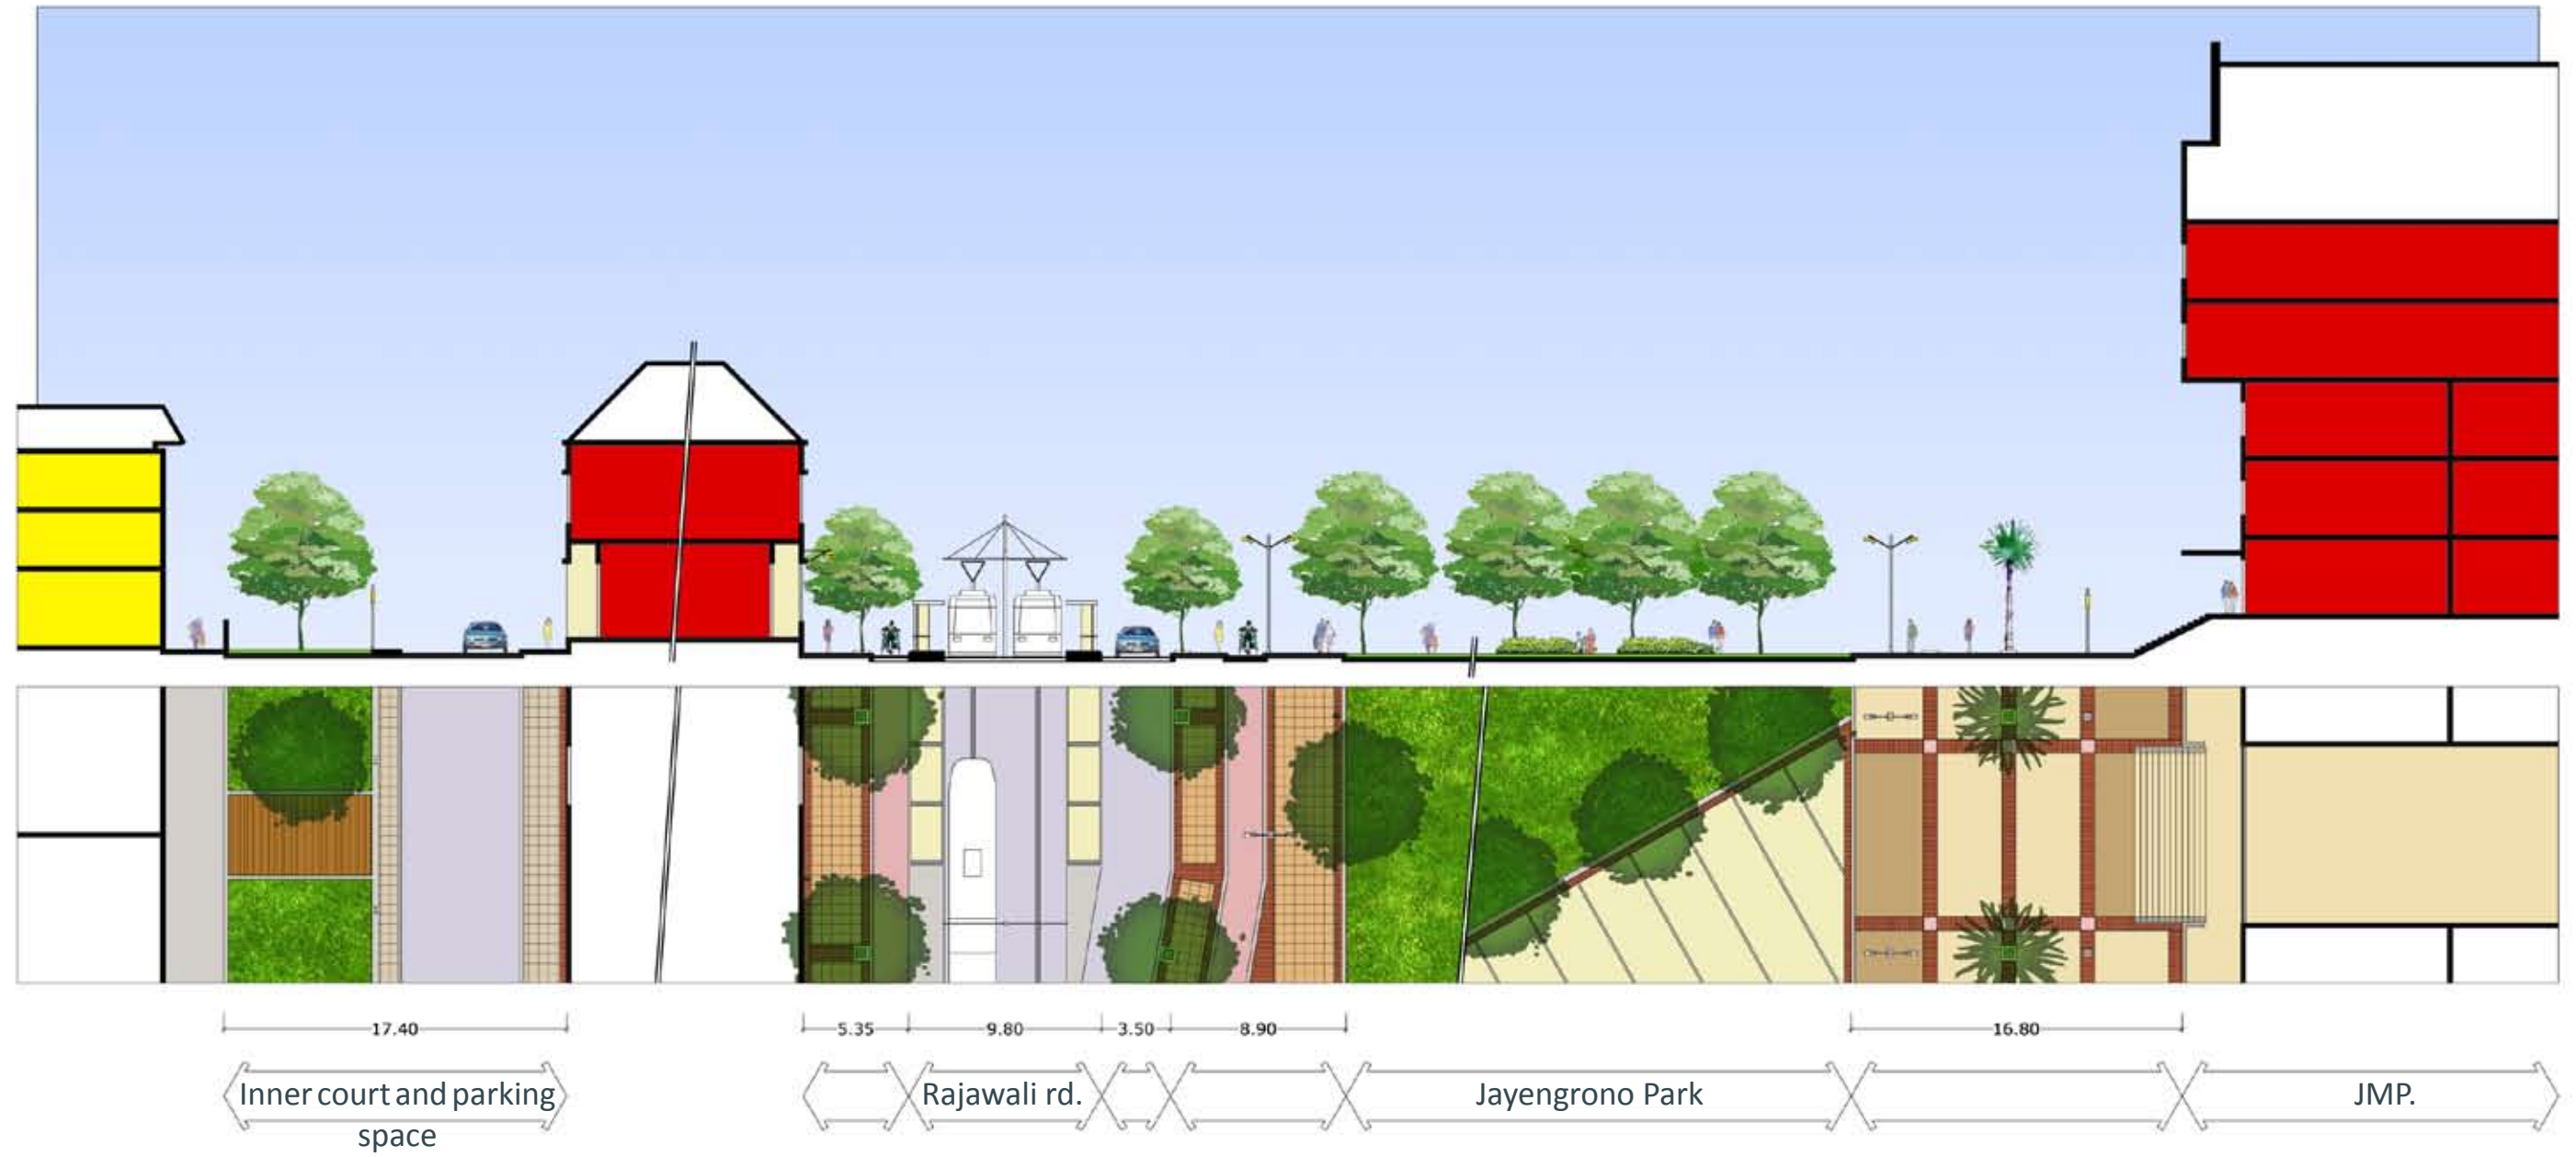 17.40
5.35
9.80
3.50
8.90
16.80
Inner court and parking
space
Rajawali rd.
Jayengrono Park
JMP.